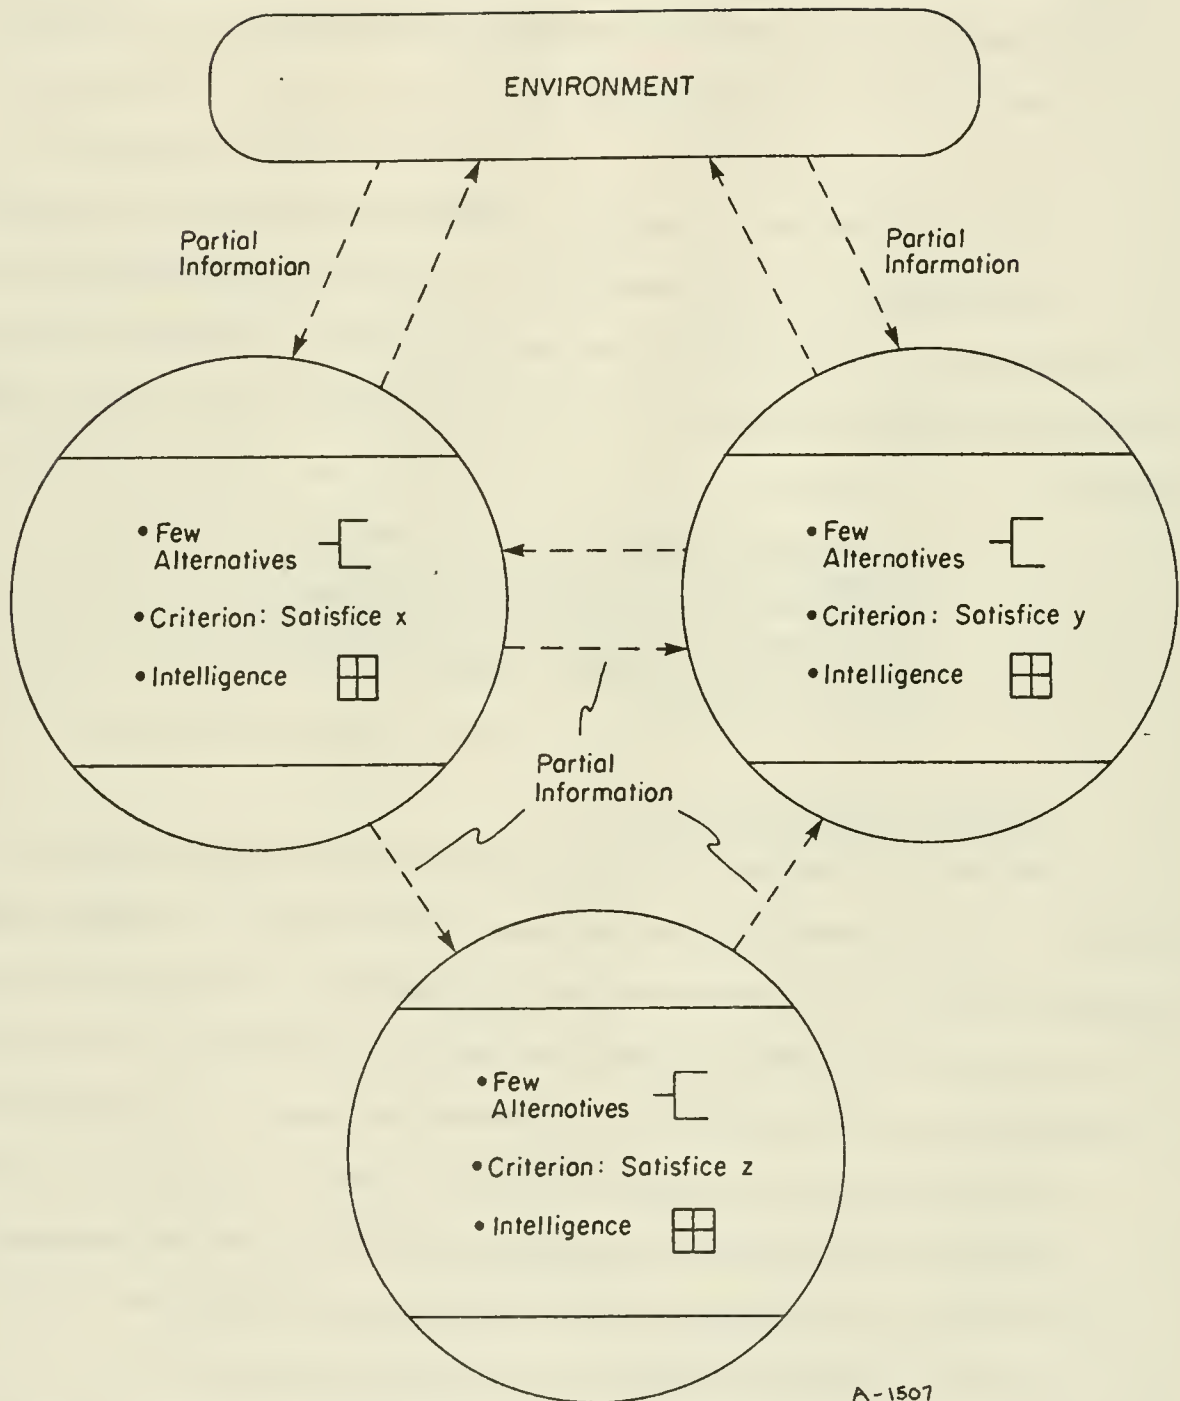 ENVIRONMENT
Partial
Information
Partial
Information
• Few
Alternatives
• Criterion: Satisfice x
• Intelligence
• Few
Alternatives
• Criterion: Satisfice y
• Intelligence
Partial
Information
• Few
Alternatives
• Criterion: Satisfice z
• Intelligence
A-1507